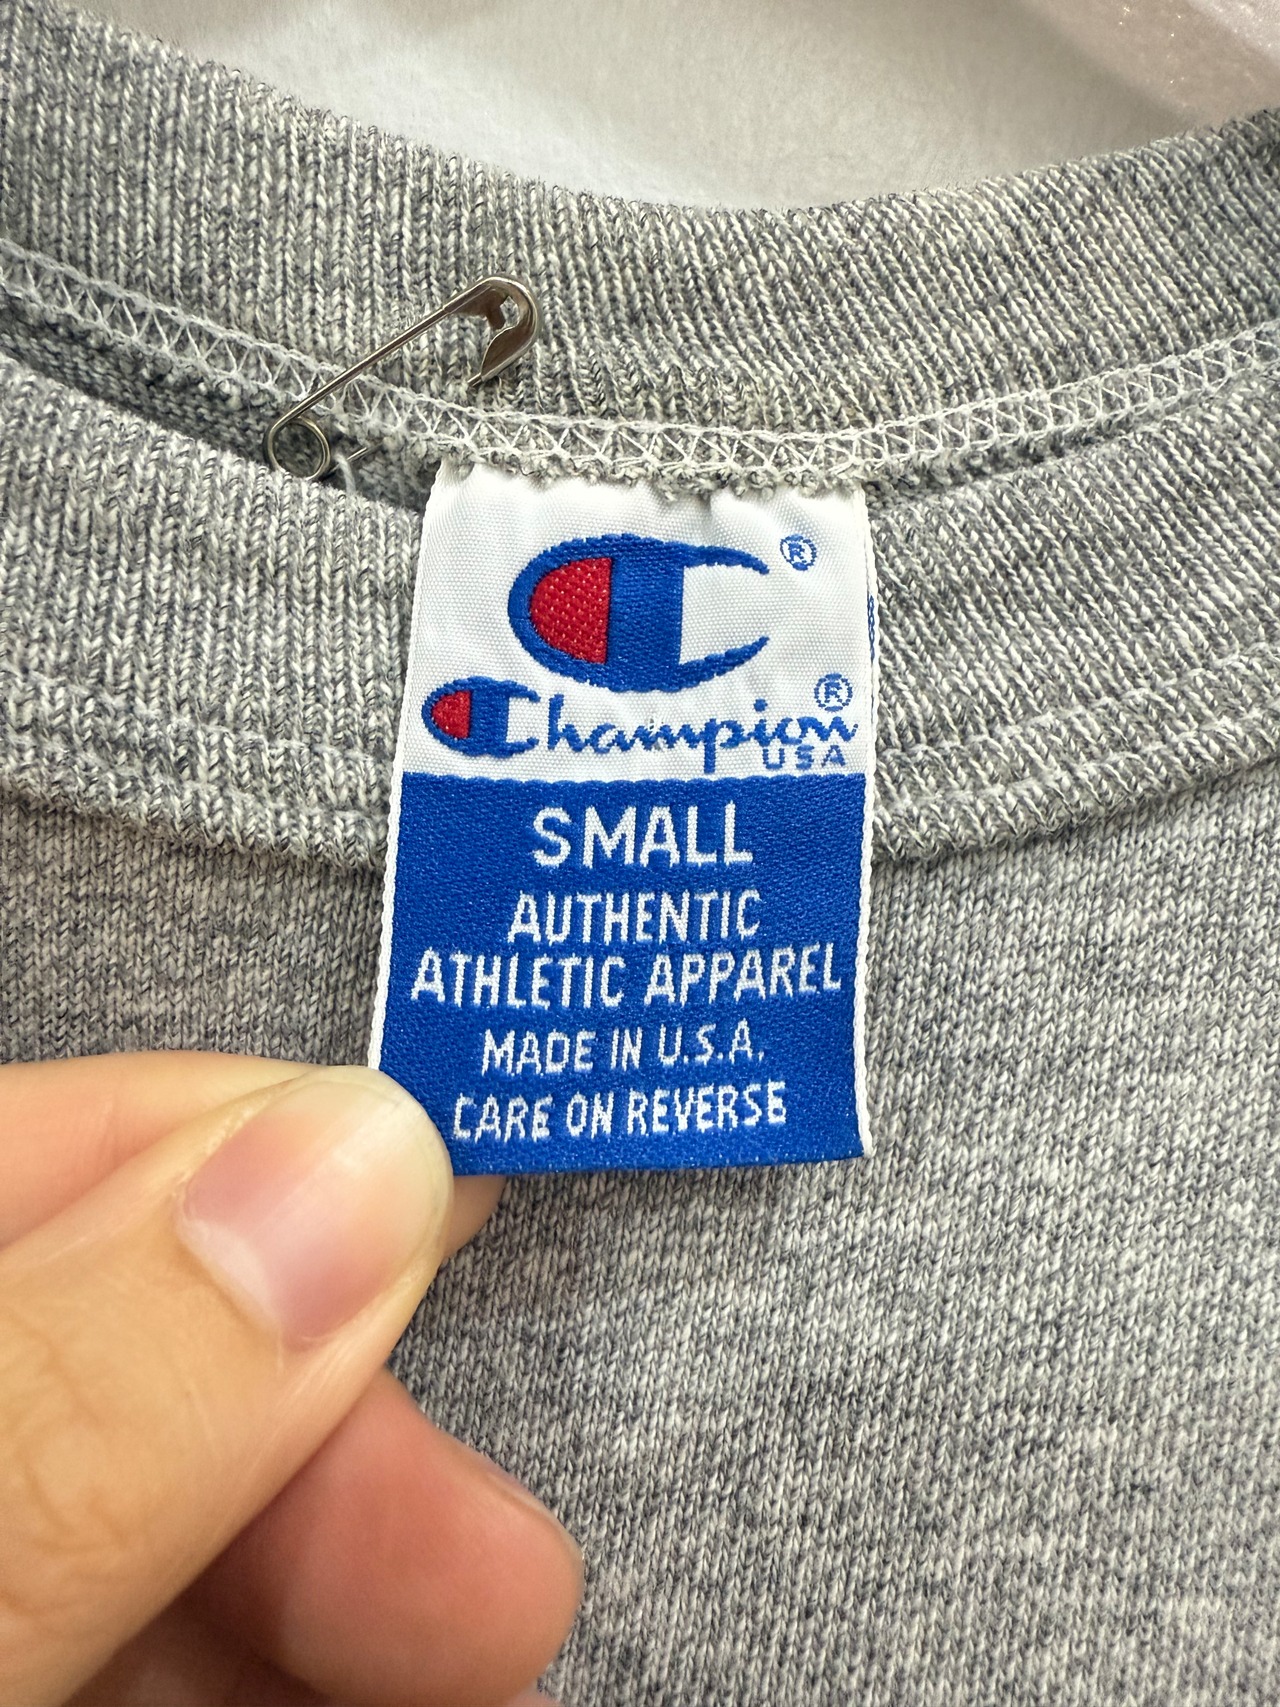 ®
Champion®
USA
SMALL
AUTHENTIC
ATHLETIC APPAREL
MADE IN U.S.A.
CARE ON REVERSE